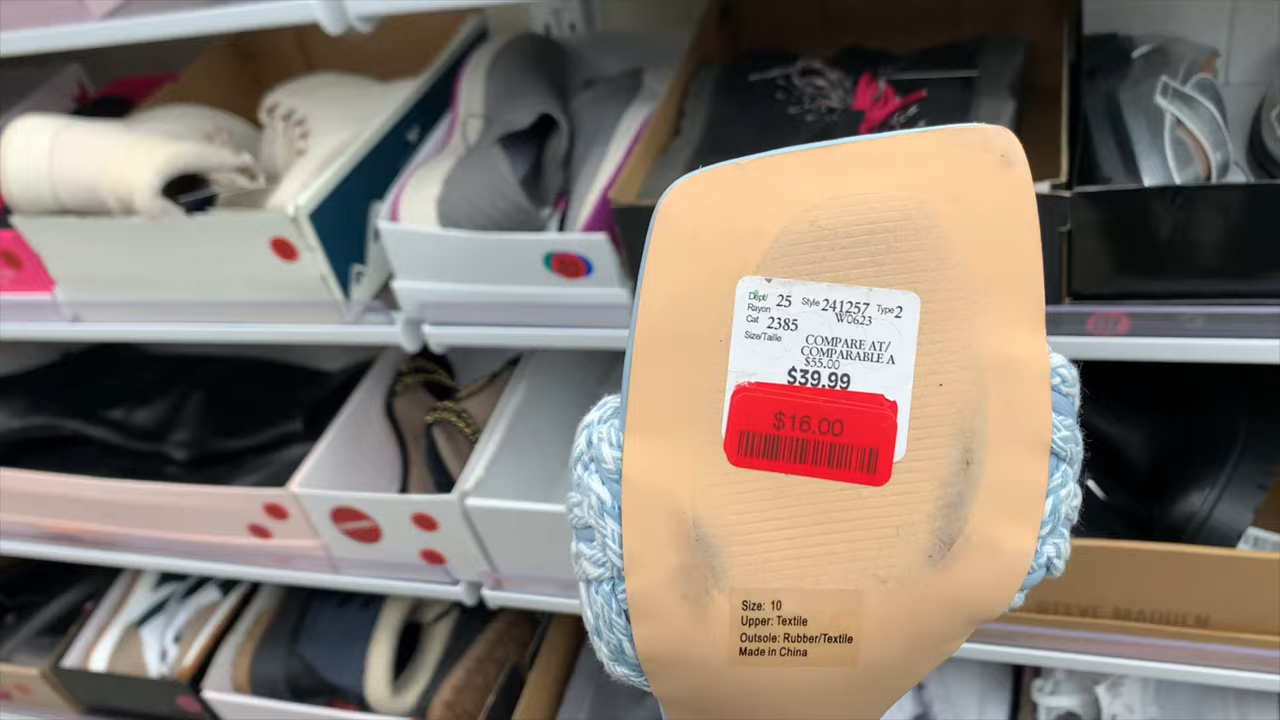 Dept/ Rayon 25 Style 241257 Type 2
W0623
Cat 2385
Size/Taille
COMPARE AT/
COMPARABLE A
$55.00
$39.99
$16.00
Size: 10
Upper: Textile
Outsole: Rubber/Textile
Made in China
STEVE MADDEN